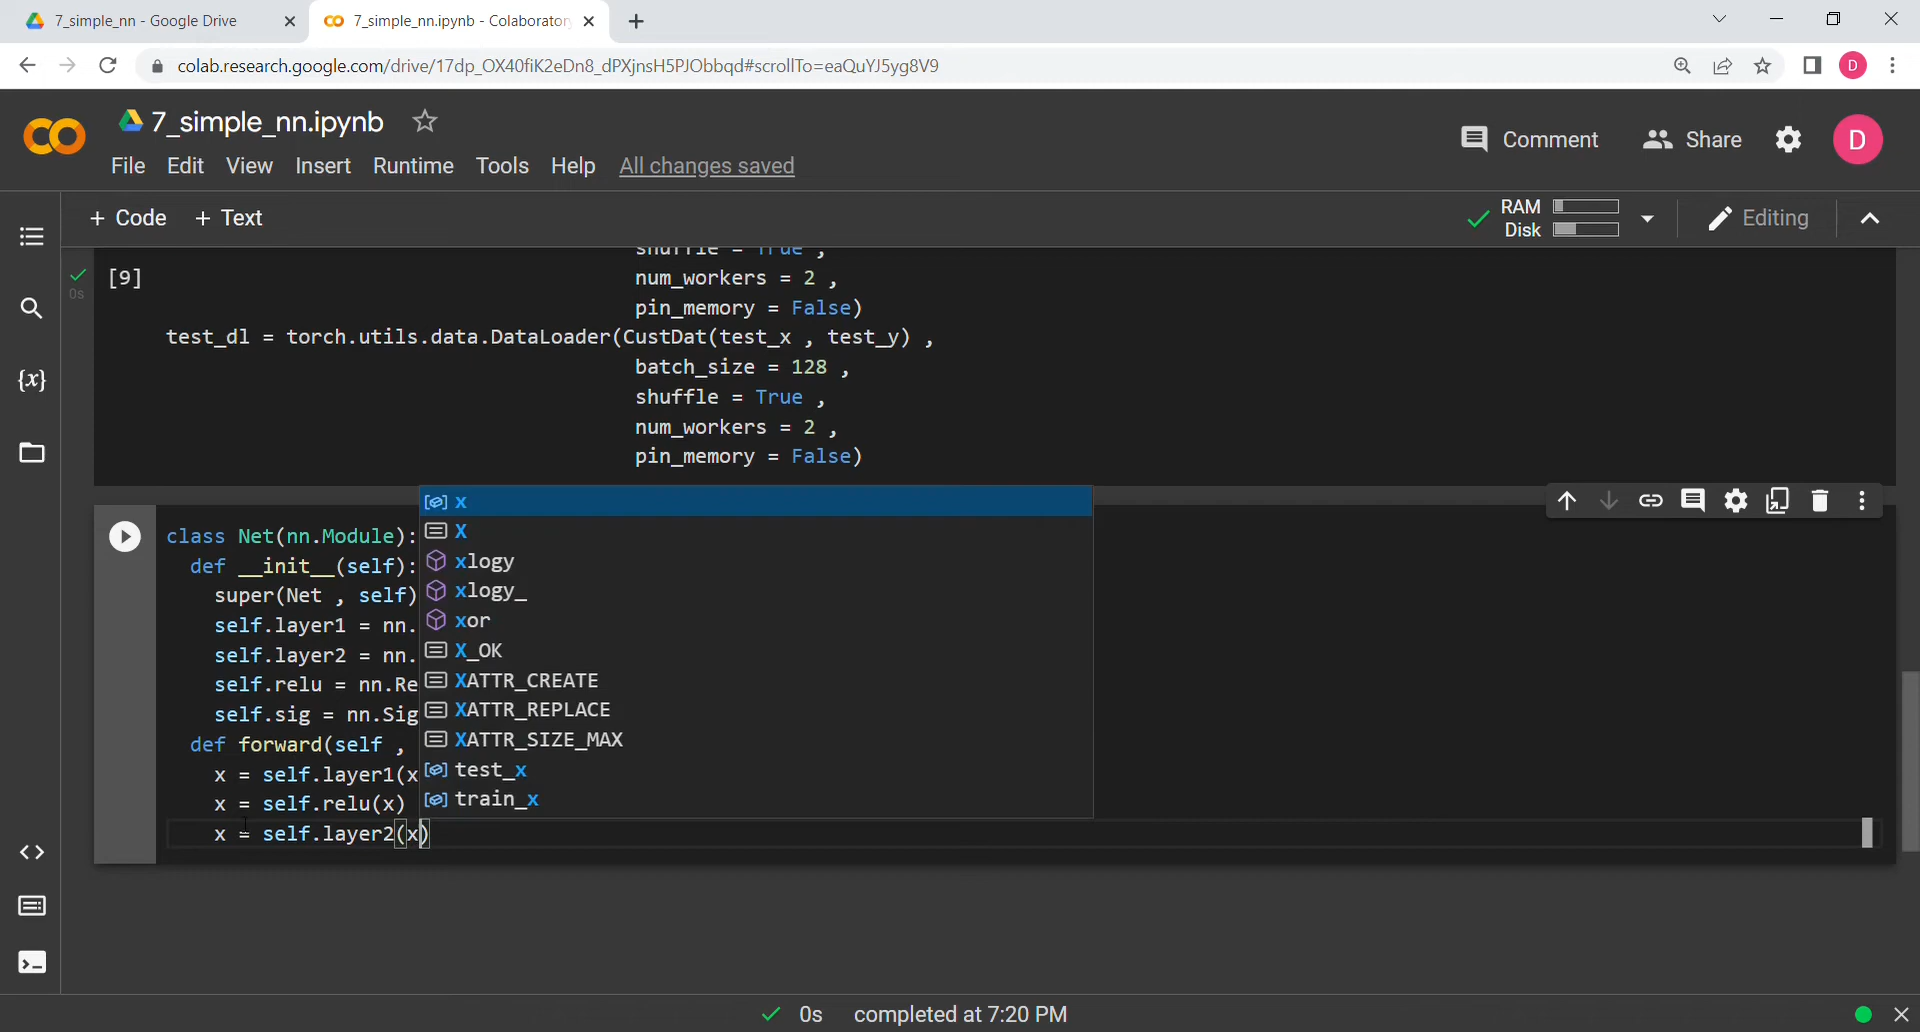 7_simple_nn - Google Drive
7_simple_nn.ipynb - Colaborator
colab.research.google.com/drive/17dp_OX40fiK2eDn8_dPXjnsH5PJObbqd#scrollTo=eaQuYJ5yg8V9
D
7_simple_nn.ipynb
Comment
Share
D
File Edit View Insert Runtime Tools Help All changes saved
+ Code + Text
RAM
Disk
Editing
shuffle = True ,
[9]
0s
num_workers = 2 ,
pin_memory = False)
test_dl = torch.utils.data.DataLoader(CustDat(test_x , test_y) ,
batch_size = 128 ,
shuffle = True ,
num_workers = 2 ,
pin_memory = False)
class Net(nn.Module):
def __init__(self):
super(Net , self)
self.layer1 = nn.
self.layer2 = nn.
self.relu = nn.Re
self.sig = nn.Sig
def forward(self ,
x = self.layer1(x
x = self.relu(x)
x = self.layer2(x)
x
X
xlogy
xlogy_
xor
X_OK
XATTR_CREATE
XATTR_REPLACE
XATTR_SIZE_MAX
test_x
train_x
{x}
0s completed at 7:20 PM